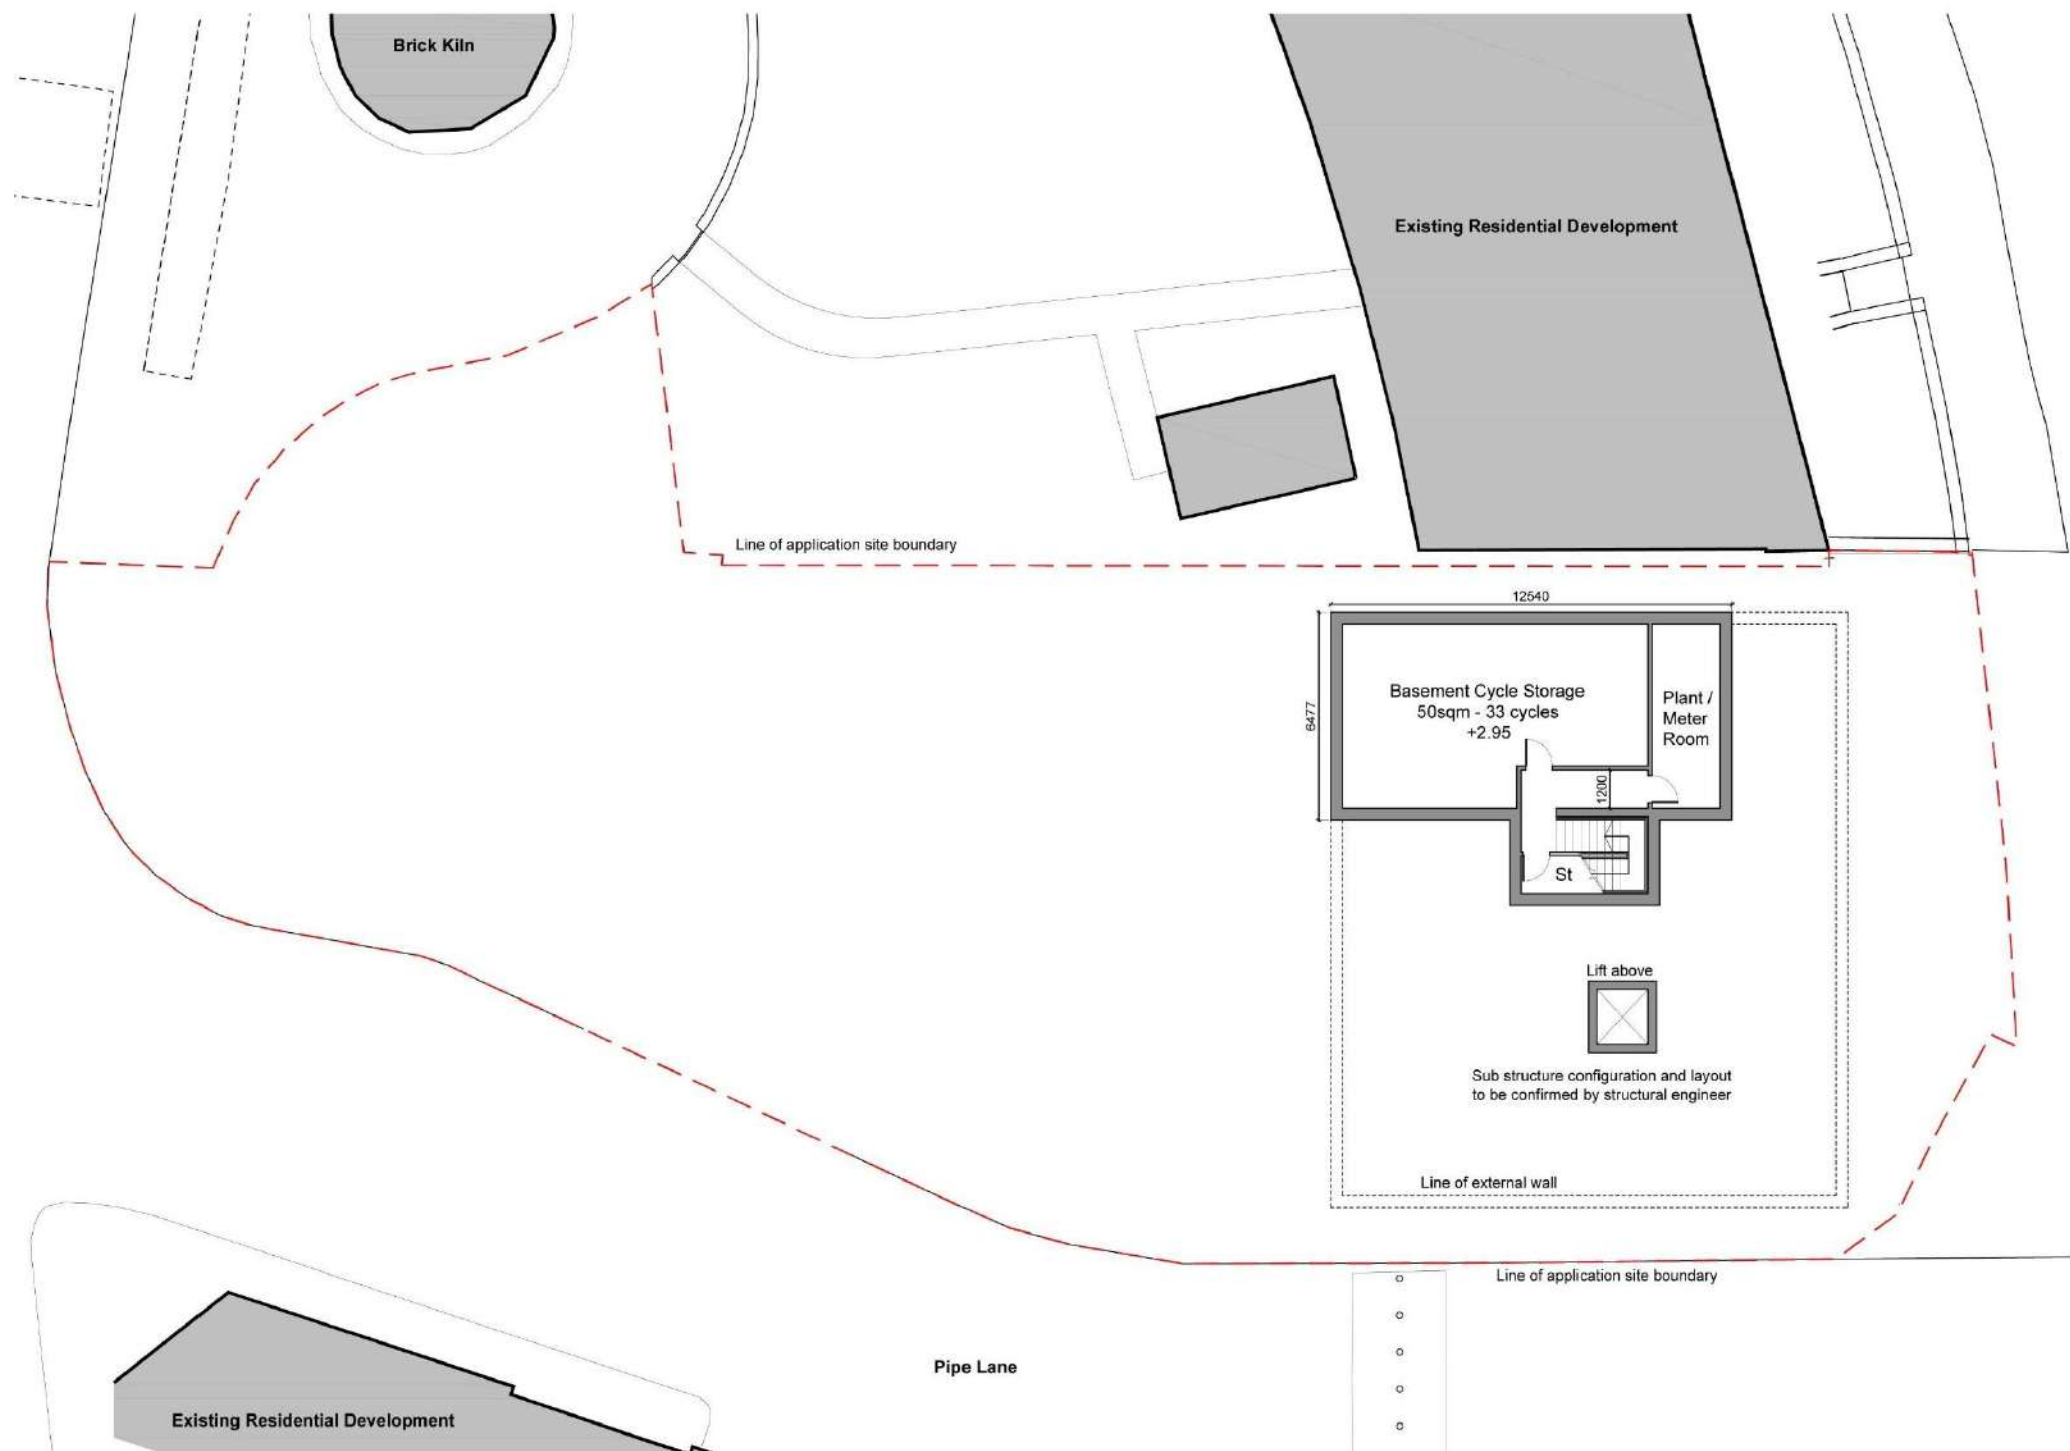 Brick Kiln
Existing Residential Development
Line of application site boundary
12540
6477
Basement Cycle Storage
50sqm - 33 cycles
+2.95
Plant /
Meter
Room
1200
St
Lift above
Sub structure configuration and layout
to be confirmed by structural engineer
Line of external wall
Line of application site boundary
Pipe Lane
Existing Residential Development